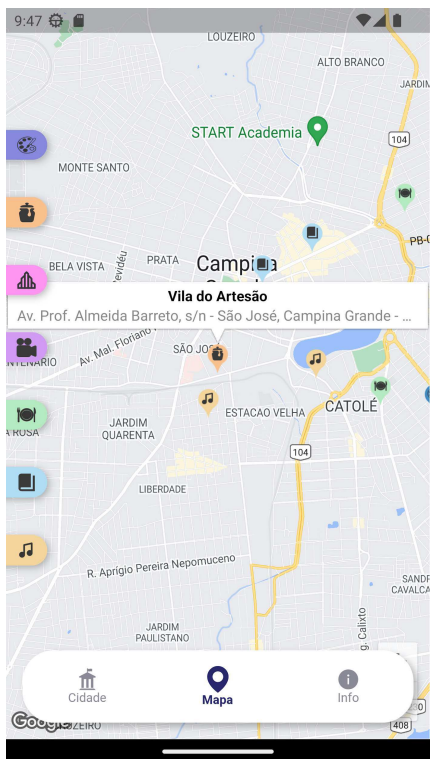 9:47
LOUZEIRO
ALTO BRANCO
JARDIM
START Academia
104
MONTE SANTO
PB-0
BELA VISTA
PRATA
Campina
Vila do Artesão
Av. Prof. Almeida Barreto, s/n - São José, Campina Grande - ...
Av. Mal. Floriano
SÃO JOSÉ
CATOLÉ
ESTACAO VELHA
JARDIM
QUARENTA
104
LIBERDADE
R. Aprígio Pereira Nepomuceno
SANDR
CAVALCA
JARDIM
PAULISTANO
Cidade
Mapa
Info
Google
408